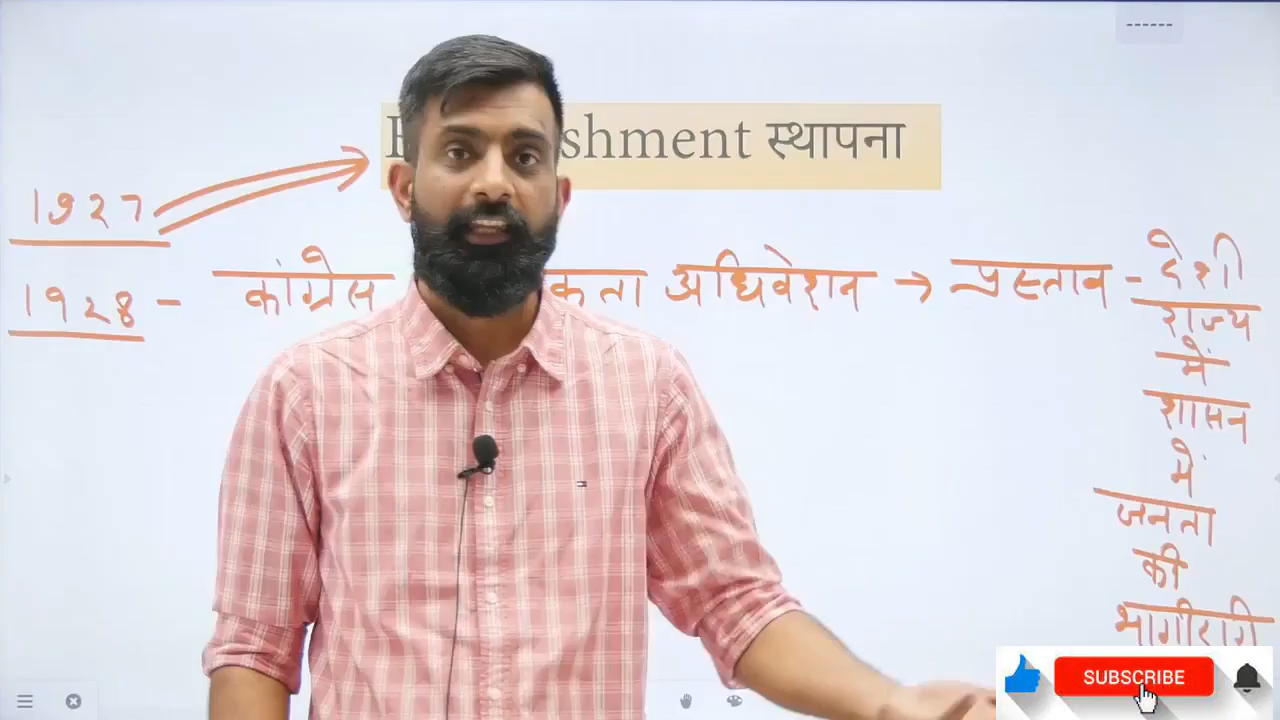 shment स्थापना
1927
1928 - कांग्रेस कता अधिवेशन → प्रस्ताव - देशी
राज्य
में
शासन
में
जनता
की
भागीदारी
SUBSCRIBE